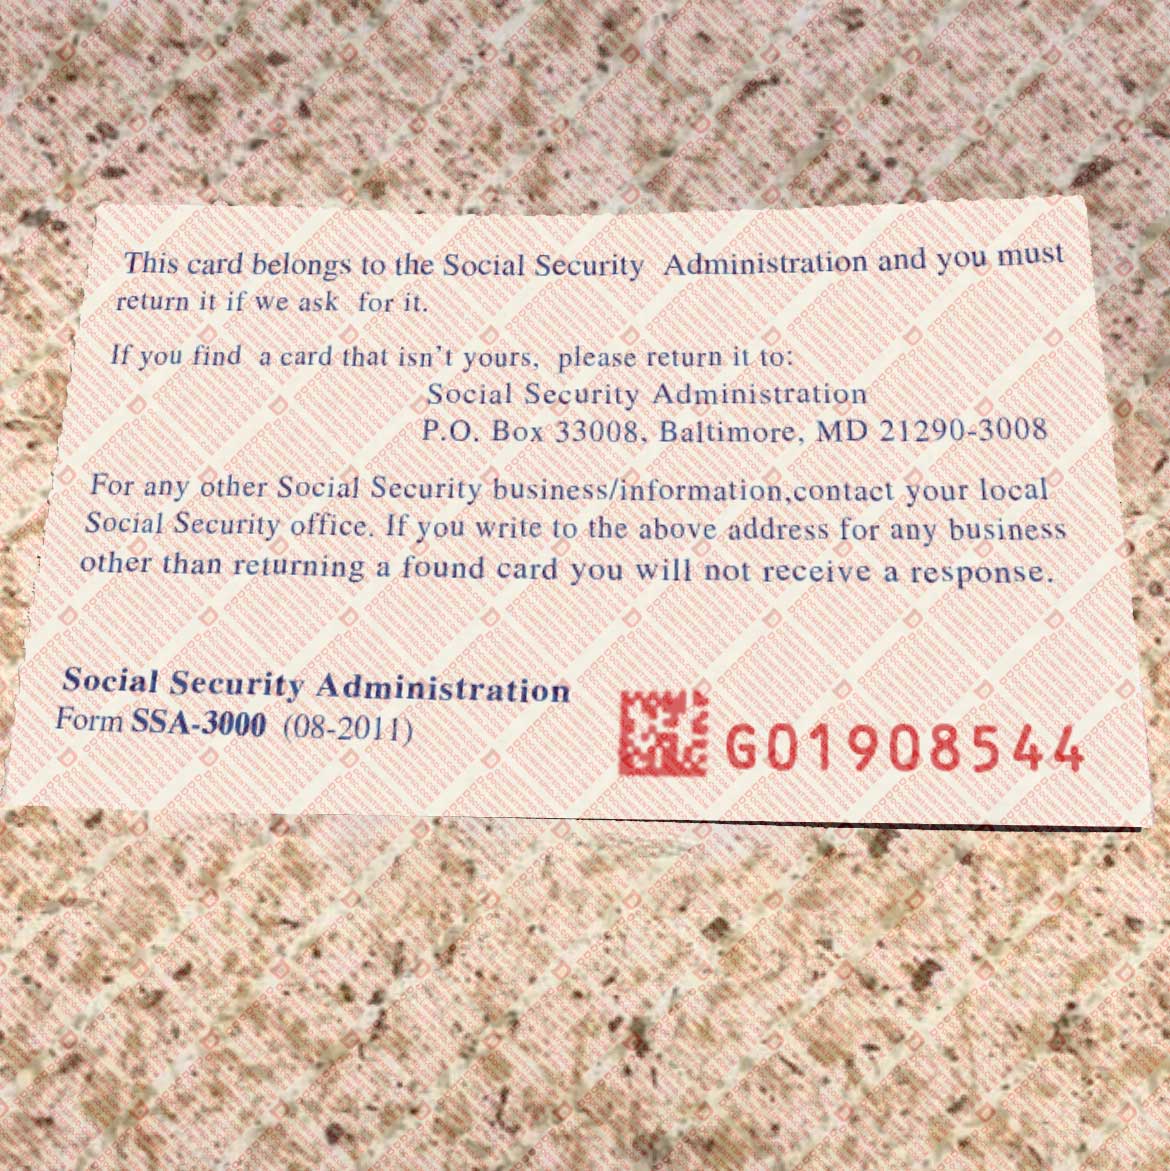 This card belongs to the Social Security Administration and you must
return it if we ask for it.
If you find a card that isn't yours, please return it to:
Social Security Administration
P.O. Box 33008, Baltimore, MD 21290-3008
For any other Social Security business/information,contact your local
Social Security office. If you write to the above address for any business
other than returning a found card you will not receive a response.
Social Security Administration
Form SSA-3000 (08-2011)
G01908544